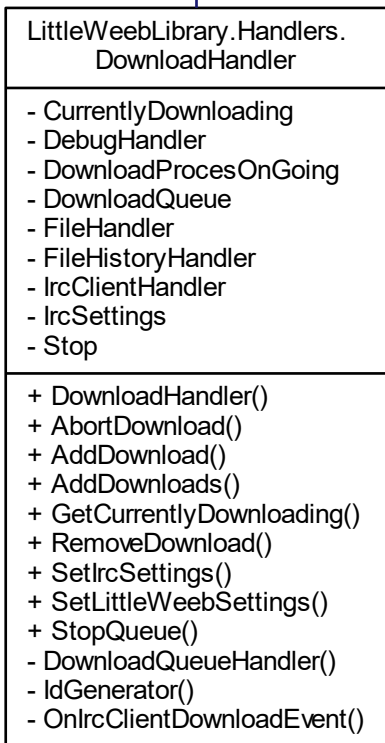 LittleWeebLibrary.Handlers.
DownloadHandler
- CurrentlyDownloading
- DebugHandler
- DownloadProcesOnGoing
- DownloadQueue
- FileHandler
- FileHistoryHandler
- IrcClientHandler
- IrcSettings
- Stop
+ DownloadHandler()
+ AbortDownload()
+ AddDownload()
+ AddDownloads()
+ GetCurrentlyDownloading()
+ RemoveDownload()
+ SetIrcSettings()
+ SetLittleWeebSettings()
+ StopQueue()
- DownloadQueueHandler()
- IdGenerator()
- OnIrcClientDownloadEvent()